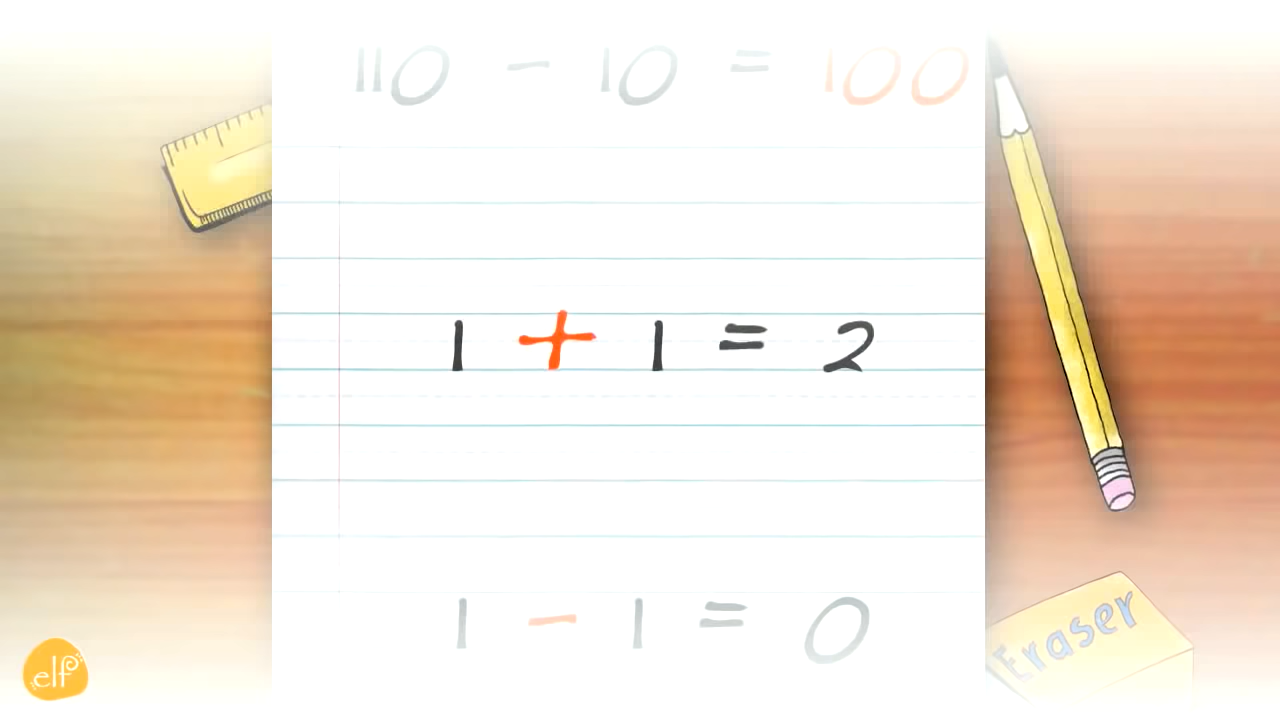 110 - 10 = 100
1 + 1 = 2
1 - 1 = 0
Eraser
elf